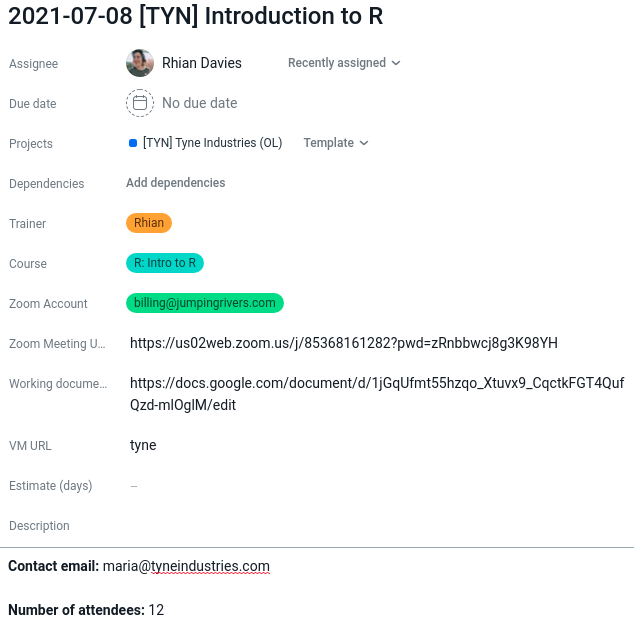 2021-07-08 [TYN] Introduction to R
Assignee Rhian Davies Recently assigned
Due date No due date
Projects [TYN] Tyne Industries (OL) Template
Dependencies Add dependencies
Trainer Rhian
Course R: Intro to R
Zoom Account billing@jumpingrivers.com
Zoom Meeting U... https://us02web.zoom.us/j/85368161282?pwd=zRnbbwcj8g3K98YH
Working docume... https://docs.google.com/document/d/1jGqUfmt55hzqo_Xtuvx9_CqctkFGT4Quf
Qzd-mIOglM/edit
VM URL tyne
Estimate (days) –
Description
Contact email: maria@tyneindustries.com
Number of attendees: 12